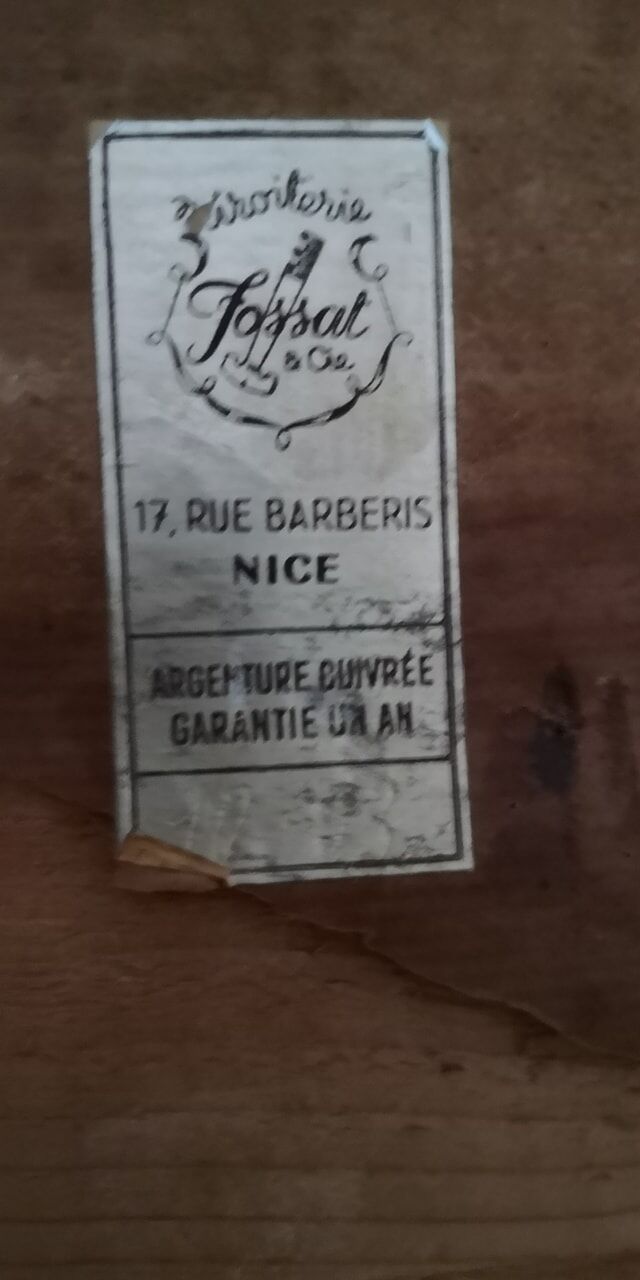 Miroiterie
Fossat
& Cie
17, RUE BARBERIS
NICE
ARGENTURE CUIVRÉE
GARANTIE UN AN